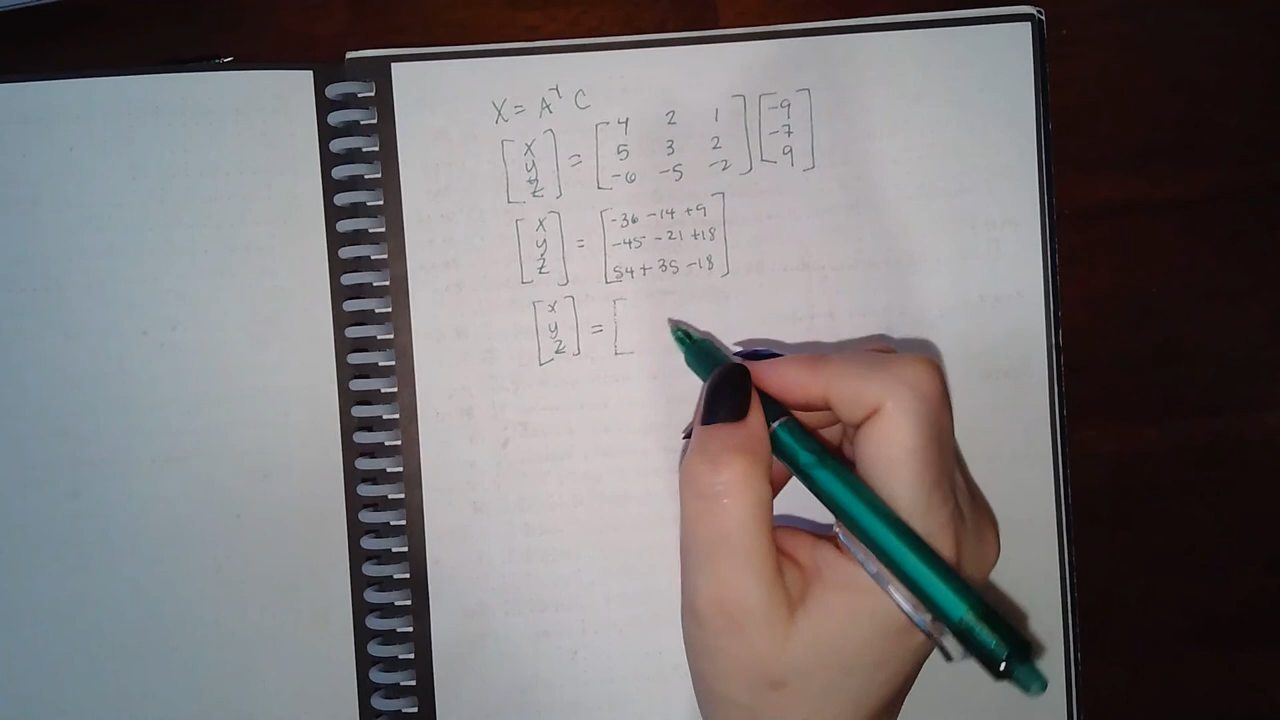 X = A⁻¹ C
[x y z] = [4 2 1; 5 3 2; -6 -5 -2] [-9; -7; 9]
[x y z] = [-36 -14 +9; -45 -21 +18; 54 + 35 -18]
[x y z] = [